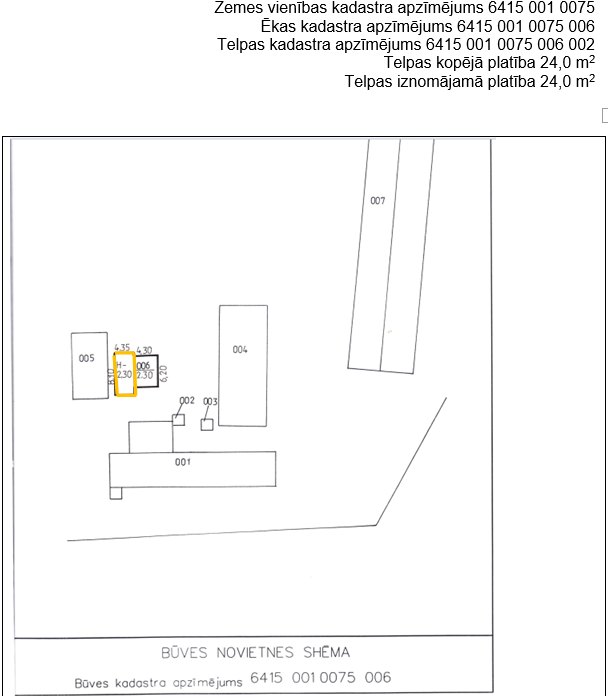 Zemes vienības kadastra apzīmējums 6415 001 0075
Ēkas kadastra apzīmējums 6415 001 0075 006
Telpas kadastra apzīmējums 6415 001 0075 006 002
Telpas kopējā platība 24,0 m²
Telpas iznomājamā platība 24,0 m²
007
004
4,35 4,30
005
H-
2.30
006
2.30
8,10
6,20
002 003
001
BŪVES NOVIETNES SHĒMA
Būves kadastra apzīmējums 6415 001 0075 006